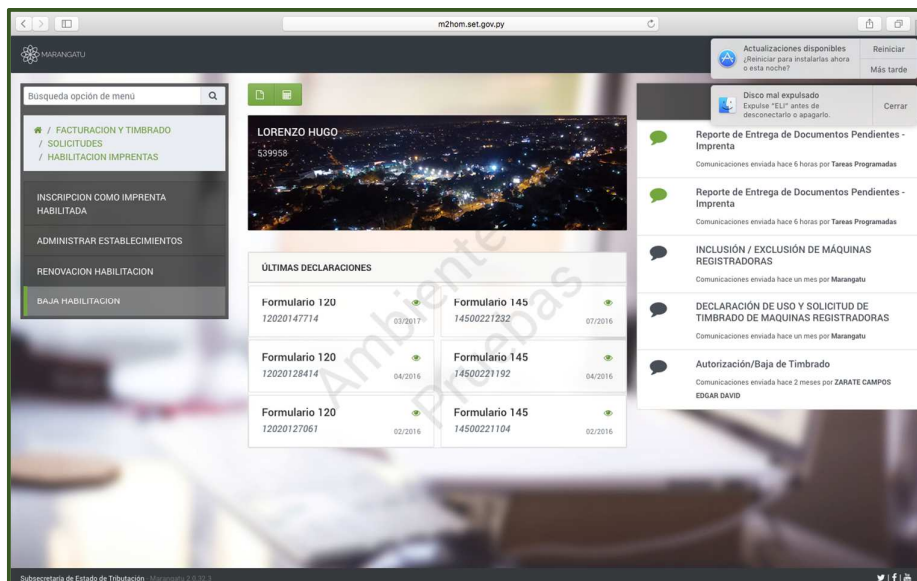 m2hom.set.gov.py
MARANGATU
Actualizaciones disponibles
¿Reiniciar para instalarlas ahora
o esta noche?
Reiniciar
Más tarde
Disco mal expulsado
Expulse "ELI" antes de
desconectarlo o apagarlo.
Cerrar
Búsqueda opción de menú
/ FACTURACION Y TIMBRADO
/ SOLICITUDES
/ HABILITACION IMPRENTAS
INSCRIPCION COMO IMPRENTA
HABILITADA
ADMINISTRAR ESTABLECIMIENTOS
RENOVACION HABILITACION
BAJA HABILITACION
LORENZO HUGO
539958
ÚLTIMAS DECLARACIONES
Formulario 120
12020147714
03/2017
Formulario 145
14500221232
07/2016
Formulario 120
12020128414
04/2016
Formulario 145
14500221192
04/2016
Formulario 120
12020127061
02/2016
Formulario 145
14500221104
02/2016
Ambiente
Pruebas
Reporte de Entrega de Documentos Pendientes -
Imprenta
Comunicaciones enviada hace 6 horas por Tareas Programadas
Reporte de Entrega de Documentos Pendientes -
Imprenta
Comunicaciones enviada hace 6 horas por Tareas Programadas
INCLUSIÓN / EXCLUSIÓN DE MÁQUINAS
REGISTRADORAS
Comunicaciones enviada hace un mes por Marangatu
DECLARACIÓN DE USO Y SOLICITUD DE
TIMBRADO DE MAQUINAS REGISTRADORAS
Comunicaciones enviada hace un mes por Marangatu
Autorización/Baja de Timbrado
Comunicaciones enviada hace 2 meses por ZARATE CAMPOS
EDGAR DAVID
Subsecretaría de Estado de Tributación - Marangatu 2.6.32.3